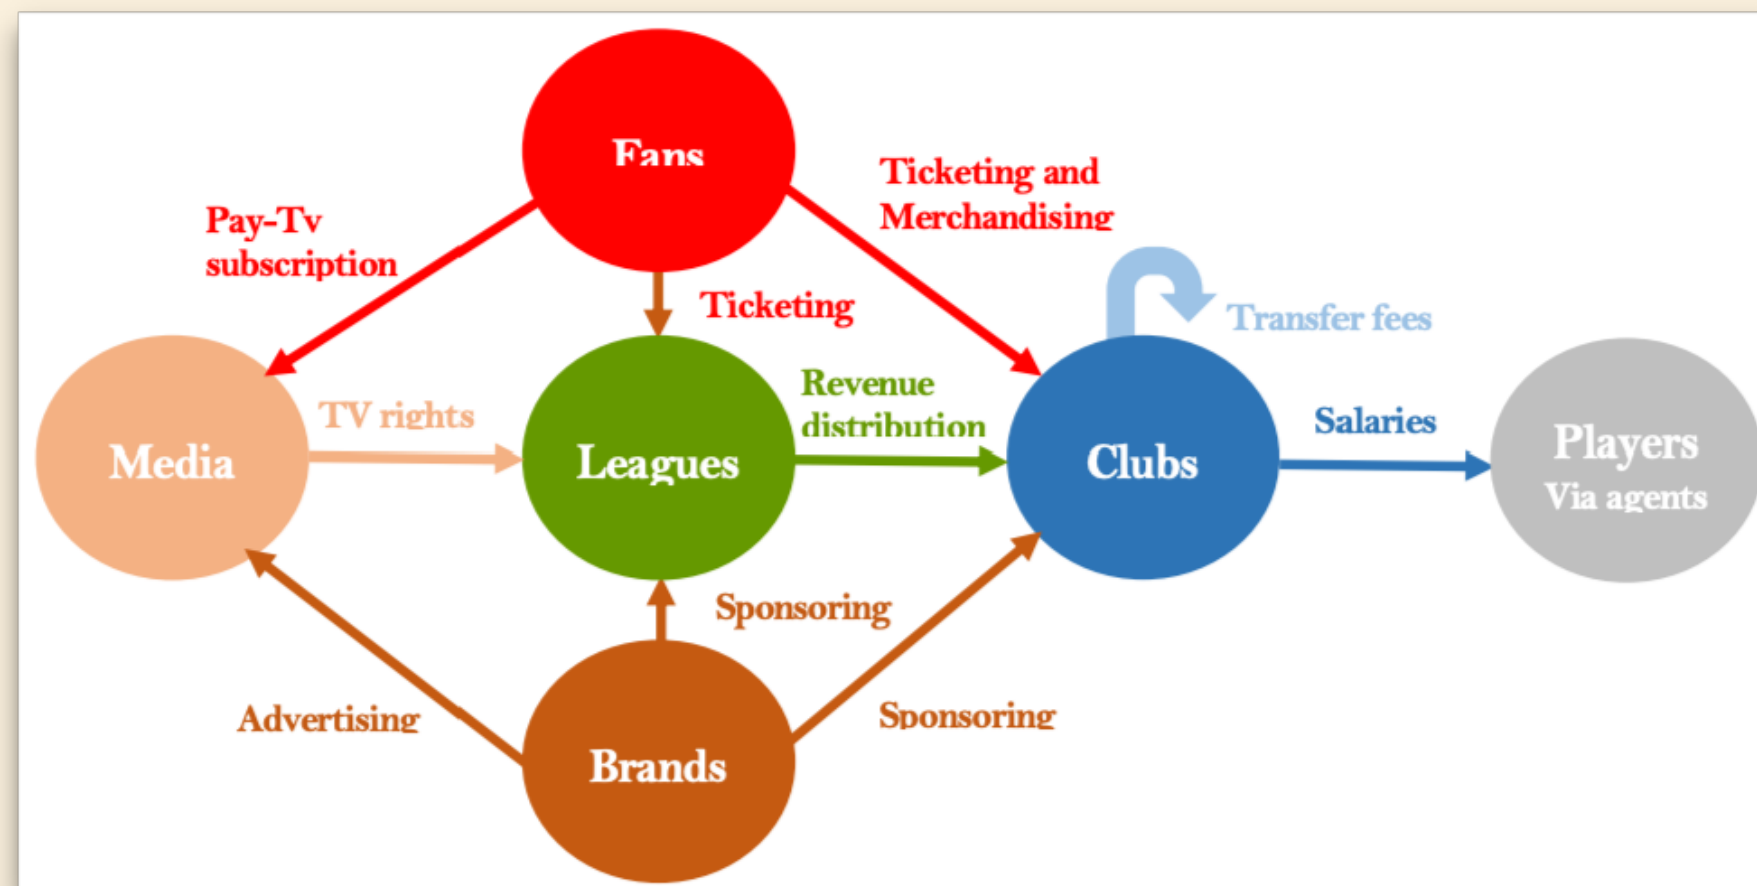 Fans
Ticketing and
Merchandising
Pay-Tv
subscription
Ticketing
Transfer fees
TV rights
Revenue
distribution
Salaries
Media
Leagues
Clubs
Players
Via agents
Sponsoring
Advertising
Sponsoring
Brands